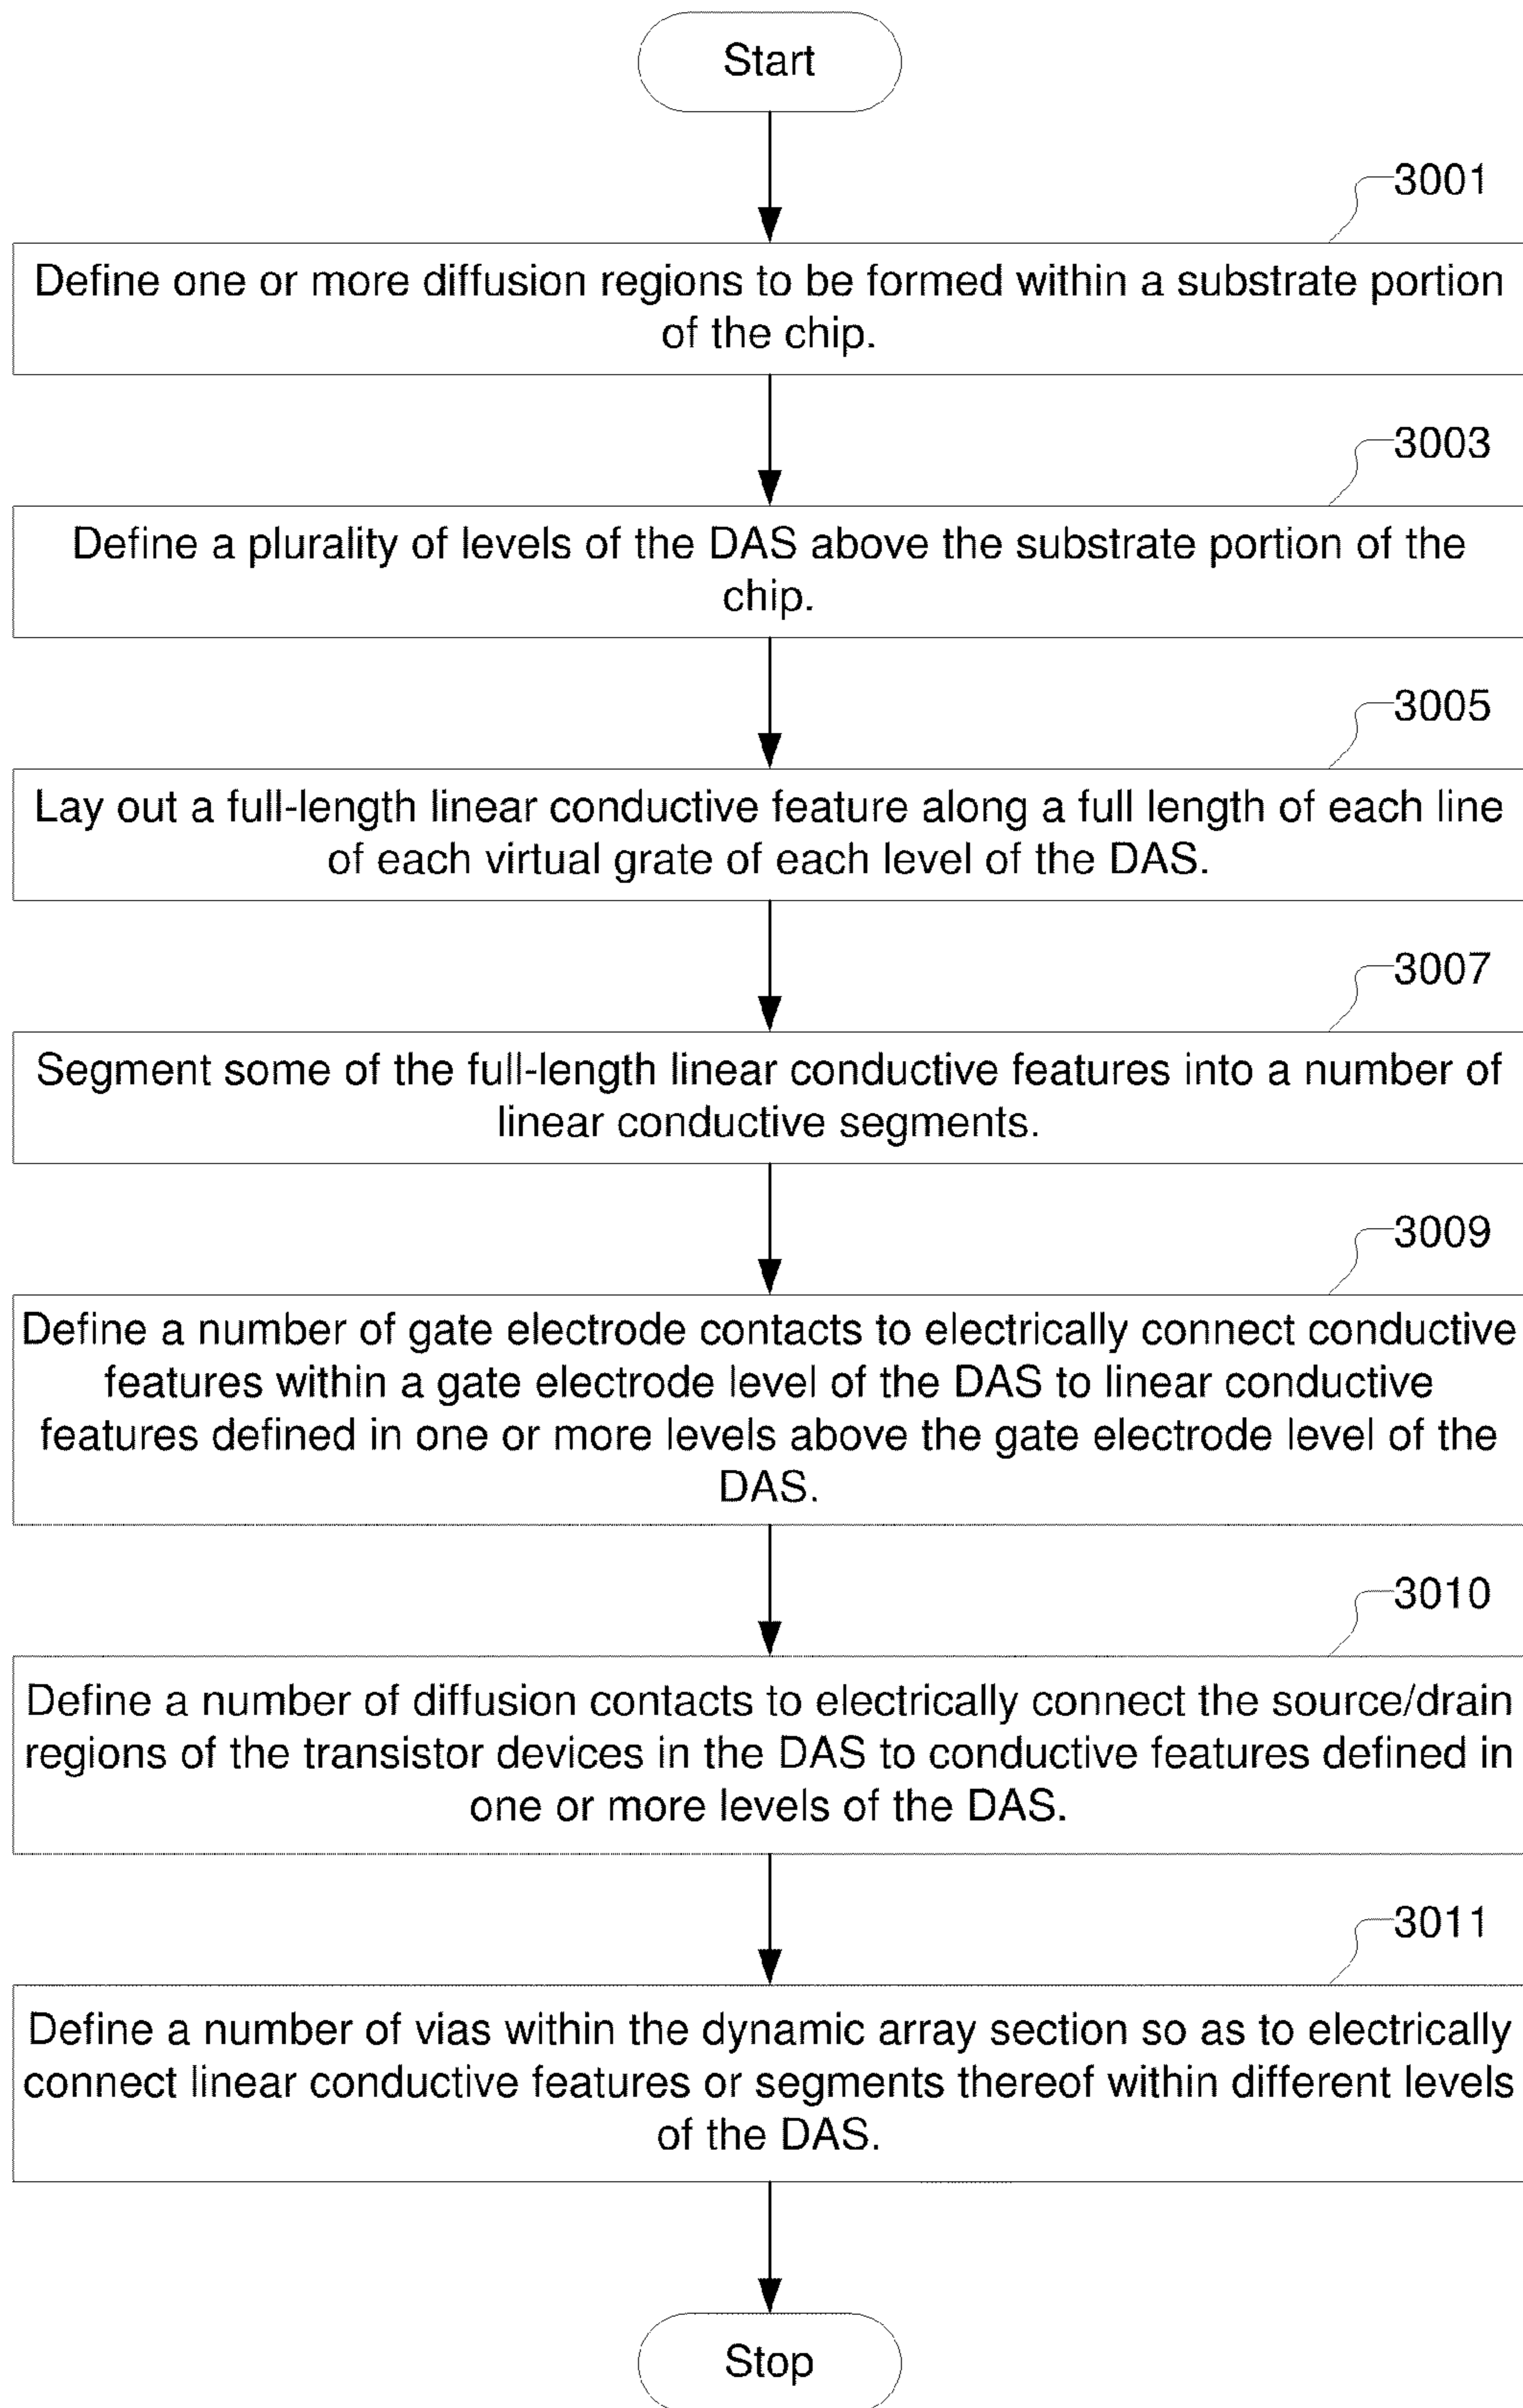 Start
3001
Define one or more diffusion regions to be formed within a substrate portion
of the chip.
3003
Define a plurality of levels of the DAS above the substrate portion of the
chip.
3005
Lay out a full-length linear conductive feature along a full length of each line
of each virtual grate of each level of the DAS.
3007
Segment some of the full-length linear conductive features into a number of
linear conductive segments.
3009
Define a number of gate electrode contacts to electrically connect conductive
features within a gate electrode level of the DAS to linear conductive
features defined in one or more levels above the gate electrode level of the
DAS.
3010
Define a number of diffusion contacts to electrically connect the source/drain
regions of the transistor devices in the DAS to conductive features defined in
one or more levels of the DAS.
3011
Define a number of vias within the dynamic array section so as to electrically
connect linear conductive features or segments thereof within different levels
of the DAS.
Stop